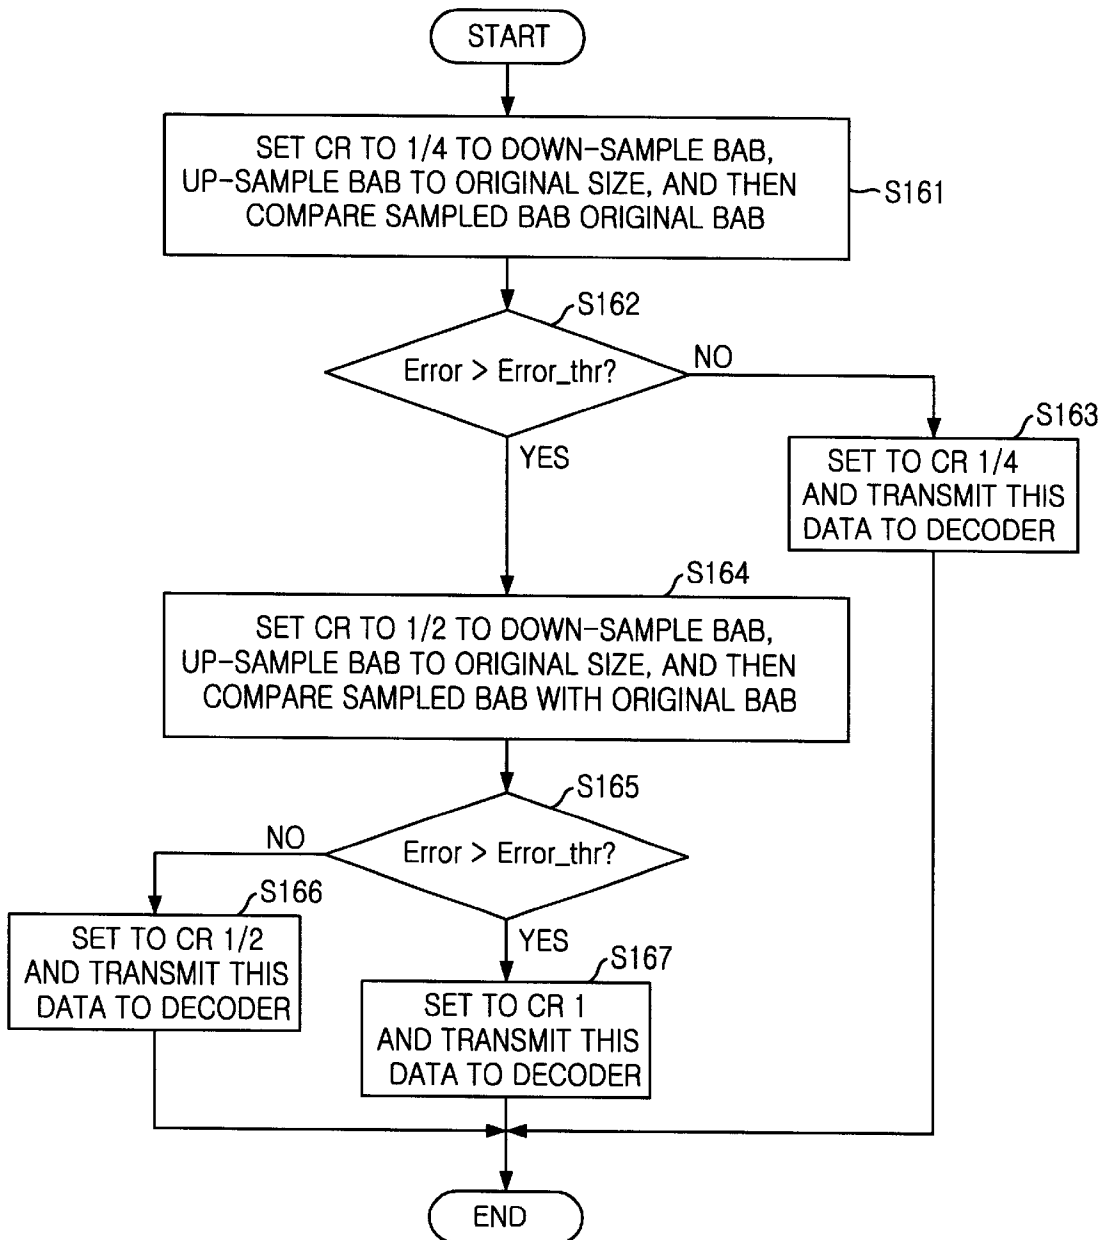 START
SET CR TO 1/4 TO DOWN-SAMPLE BAB,
UP-SAMPLE BAB TO ORIGINAL SIZE, AND THEN
COMPARE SAMPLED BAB ORIGINAL BAB
S161
S162
Error > Error_thr?
NO
YES
S163
SET TO CR 1/4
AND TRANSMIT THIS
DATA TO DECODER
S164
SET CR TO 1/2 TO DOWN-SAMPLE BAB,
UP-SAMPLE BAB TO ORIGINAL SIZE, AND THEN
COMPARE SAMPLED BAB WITH ORIGINAL BAB
S165
Error > Error_thr?
NO
YES
S166
SET TO CR 1/2
AND TRANSMIT THIS
DATA TO DECODER
S167
SET TO CR 1
AND TRANSMIT THIS
DATA TO DECODER
END